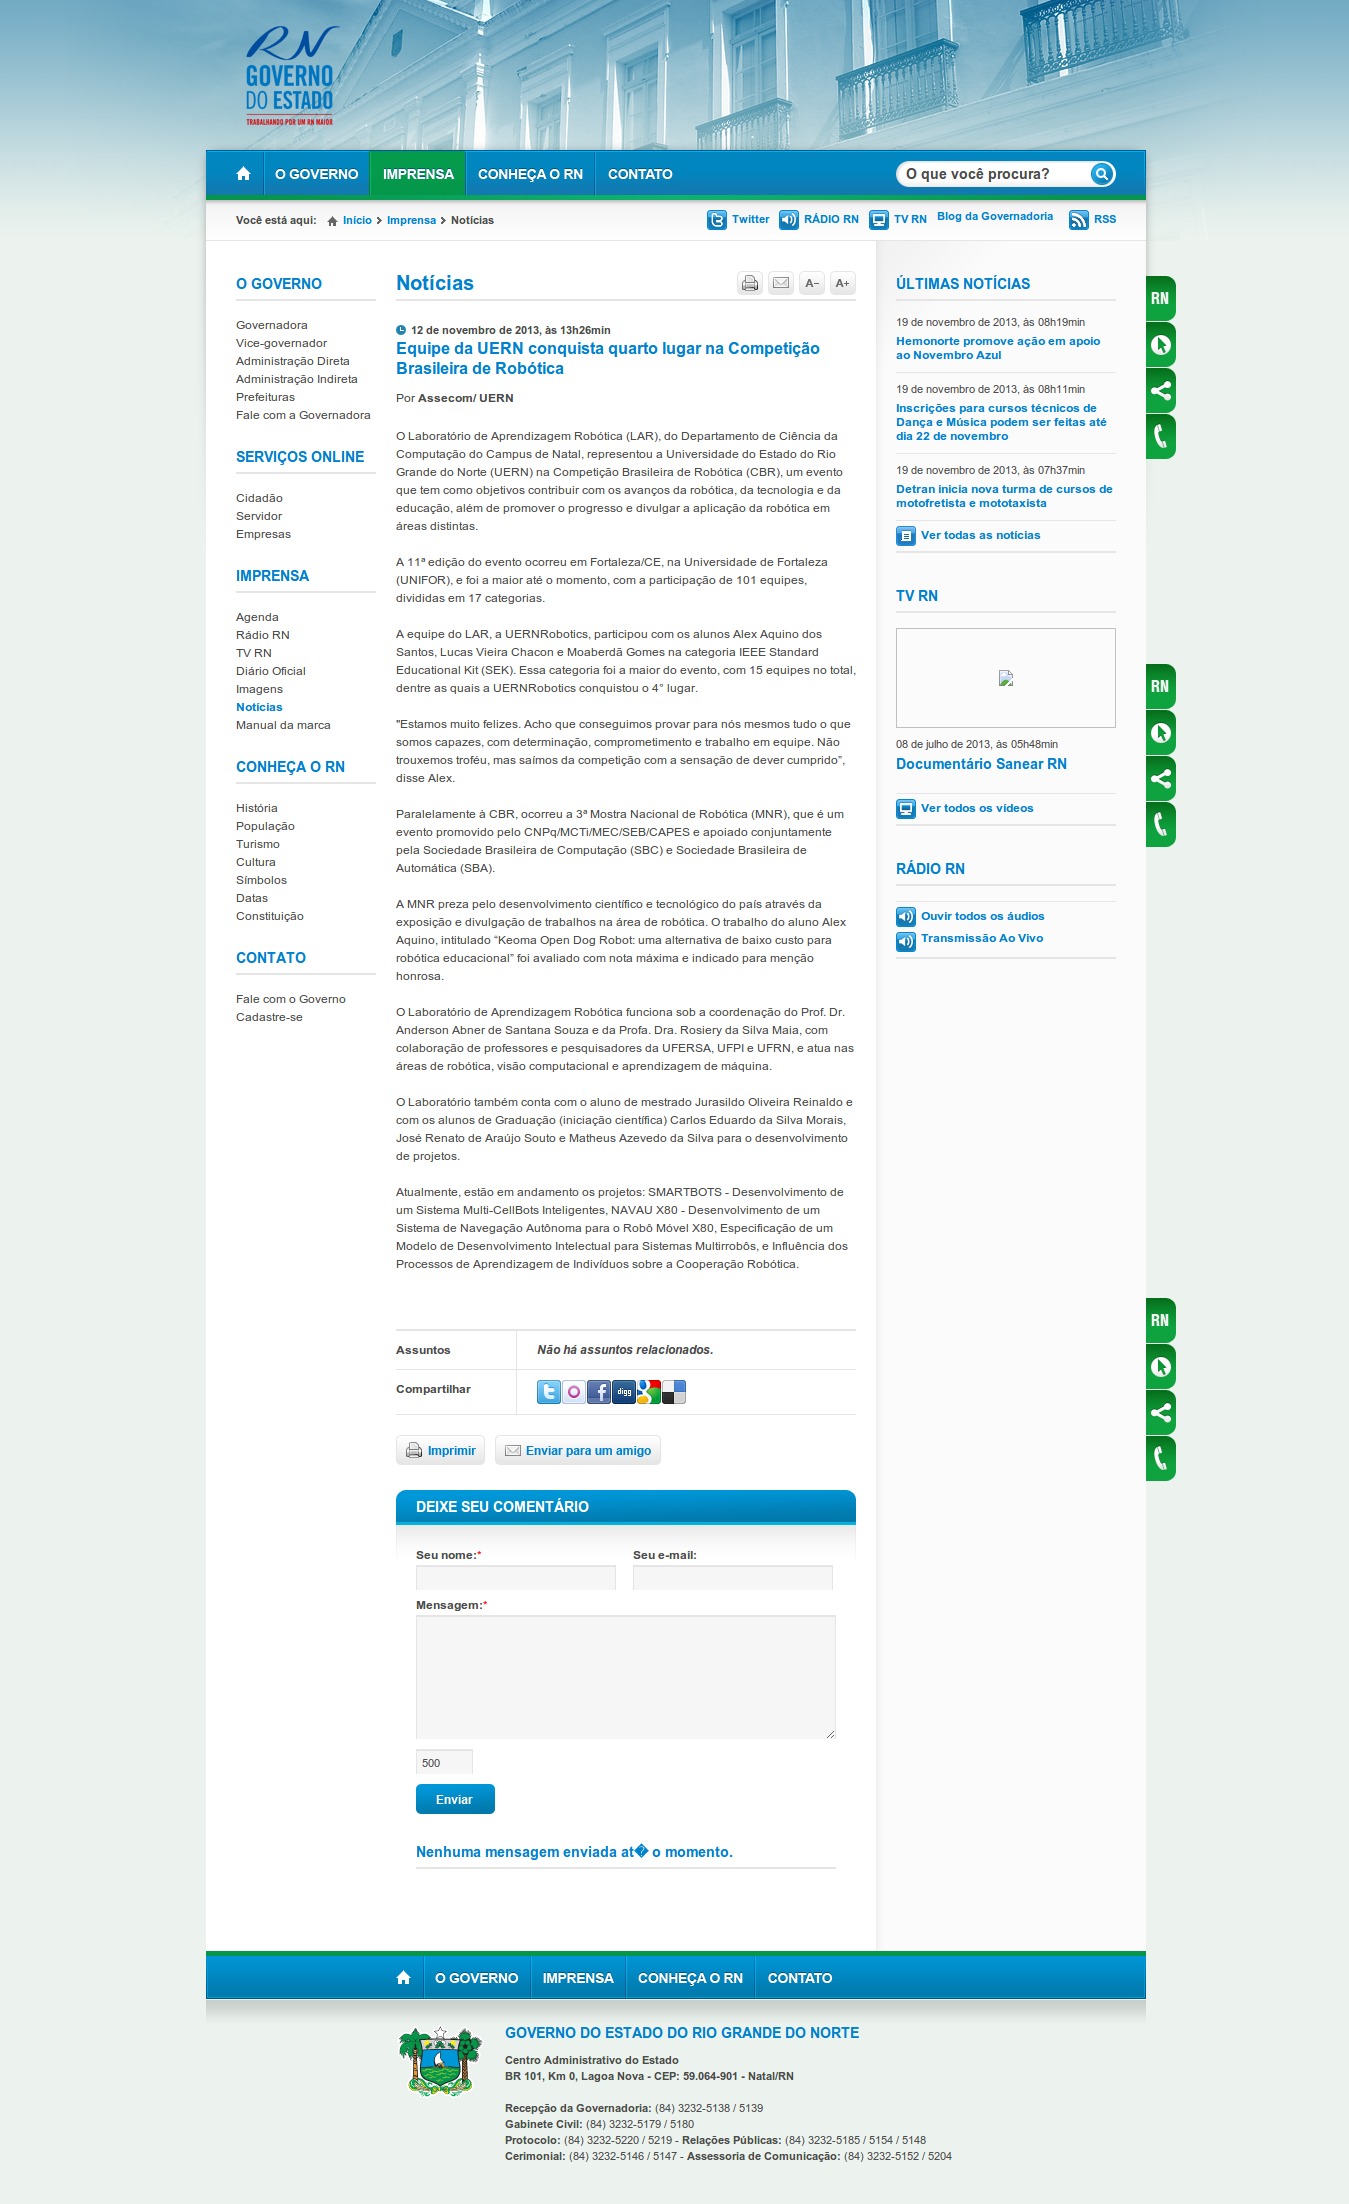 RN
GOVERNO
DO ESTADO
TRABALHANDO POR UM RN MAIOR
O GOVERNO
IMPRENSA
CONHEÇA O RN
CONTATO
O que você procura?
Você está aqui: Início Imprensa Notícias
Twitter RÁDIO RN TV RN Blog da Governadoria RSS
O GOVERNO
Governadora
Vice-governador
Administração Direta
Administração Indireta
Prefeituras
Fale com a Governadora
SERVIÇOS ONLINE
Cidadão
Servidor
Empresas
IMPRENSA
Agenda
Rádio RN
TV RN
Diário Oficial
Imagens
Notícias
Manual da marca
CONHEÇA O RN
História
População
Turismo
Cultura
Símbolos
Datas
Constituição
CONTATO
Fale com o Governo
Cadastre-se
Notícias
A- A+
12 de novembro de 2013, às 13h26min
Equipe da UERN conquista quarto lugar na Competição
Brasileira de Robótica
Por Assecom/ UERN
O Laboratório de Aprendizagem Robótica (LAR), do Departamento de Ciência da
Computação do Campus de Natal, representou a Universidade do Estado do Rio
Grande do Norte (UERN) na Competição Brasileira de Robótica (CBR), um evento
que tem como objetivos contribuir com os avanços da robótica, da tecnologia e da
educação, além de promover o progresso e divulgar a aplicação da robótica em
áreas distintas.
A 11ª edição do evento ocorreu em Fortaleza/CE, na Universidade de Fortaleza
(UNIFOR), e foi a maior até o momento, com a participação de 101 equipes,
divididas em 17 categorias.
A equipe do LAR, a UERNRobotics, participou com os alunos Alex Aquino dos
Santos, Lucas Vieira Chacon e Moaberdã Gomes na categoria IEEE Standard
Educational Kit (SEK). Essa categoria foi a maior do evento, com 15 equipes no total,
dentre as quais a UERNRobotics conquistou o 4° lugar.
"Estamos muito felizes. Acho que conseguimos provar para nós mesmos tudo o que
somos capazes, com determinação, comprometimento e trabalho em equipe. Não
trouxemos troféu, mas saímos da competição com a sensação de dever cumprido”,
disse Alex.
Paralelamente à CBR, ocorreu a 3ª Mostra Nacional de Robótica (MNR), que é um
evento promovido pelo CNPq/MCTi/MEC/SEB/CAPES e apoiado conjuntamente
pela Sociedade Brasileira de Computação (SBC) e Sociedade Brasileira de
Automática (SBA).
A MNR preza pelo desenvolvimento científico e tecnológico do país através da
exposição e divulgação de trabalhos na área de robótica. O trabalho do aluno Alex
Aquino, intitulado “Keoma Open Dog Robot: uma alternativa de baixo custo para
robótica educacional” foi avaliado com nota máxima e indicado para menção
honrosa.
O Laboratório de Aprendizagem Robótica funciona sob a coordenação do Prof. Dr.
Anderson Abner de Santana Souza e da Profa. Dra. Rosiery da Silva Maia, com
colaboração de professores e pesquisadores da UFERSA, UFPI e UFRN, e atua nas
áreas de robótica, visão computacional e aprendizagem de máquina.
O Laboratório também conta com o aluno de mestrado Jurasildo Oliveira Reinaldo e
com os alunos de Graduação (iniciação científica) Carlos Eduardo da Silva Morais,
José Renato de Araújo Souto e Matheus Azevedo da Silva para o desenvolvimento
de projetos.
Atualmente, estão em andamento os projetos: SMARTBOTS - Desenvolvimento de
um Sistema Multi-CellBots Inteligentes, NAVAU X80 - Desenvolvimento de um
Sistema de Navegação Autônoma para o Robô Móvel X80, Especificação de um
Modelo de Desenvolvimento Intelectual para Sistemas Multirrobôs, e Influência dos
Processos de Aprendizagem de Indivíduos sobre a Cooperação Robótica.
Assuntos Não há assuntos relacionados.
Compartilhar
digg
Imprimir Enviar para um amigo
DEIXE SEU COMENTÁRIO
Seu nome:* Seu e-mail:
Mensagem:*
500
Enviar
Nenhuma mensagem enviada at� o momento.
ÚLTIMAS NOTÍCIAS
19 de novembro de 2013, às 08h19min
Hemonorte promove ação em apoio
ao Novembro Azul
19 de novembro de 2013, às 08h11min
Inscrições para cursos técnicos de
Dança e Música podem ser feitas até
dia 22 de novembro
19 de novembro de 2013, às 07h37min
Detran inicia nova turma de cursos de
motofretista e mototaxista
Ver todas as notícias
TV RN
08 de julho de 2013, às 05h48min
Documentário Sanear RN
Ver todos os vídeos
RÁDIO RN
Ouvir todos os áudios
Transmissão Ao Vivo
RN
RN
RN
O GOVERNO
IMPRENSA
CONHEÇA O RN
CONTATO
GOVERNO DO ESTADO DO RIO GRANDE DO NORTE
Centro Administrativo do Estado
BR 101, Km 0, Lagoa Nova - CEP: 59.064-901 - Natal/RN
Recepção da Governadoria: (84) 3232-5138 / 5139
Gabinete Civil: (84) 3232-5179 / 5180
Protocolo: (84) 3232-5220 / 5219 - Relações Públicas: (84) 3232-5185 / 5154 / 5148
Cerimonial: (84) 3232-5146 / 5147 - Assessoria de Comunicação: (84) 3232-5152 / 5204